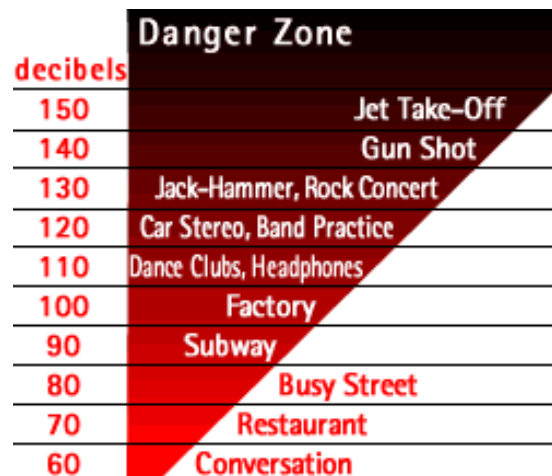 Danger Zone
decibels
150 Jet Take-Off
140 Gun Shot
130 Jack-Hammer, Rock Concert
120 Car Stereo, Band Practice
110 Dance Clubs, Headphones
100 Factory
90 Subway
80 Busy Street
70 Restaurant
60 Conversation